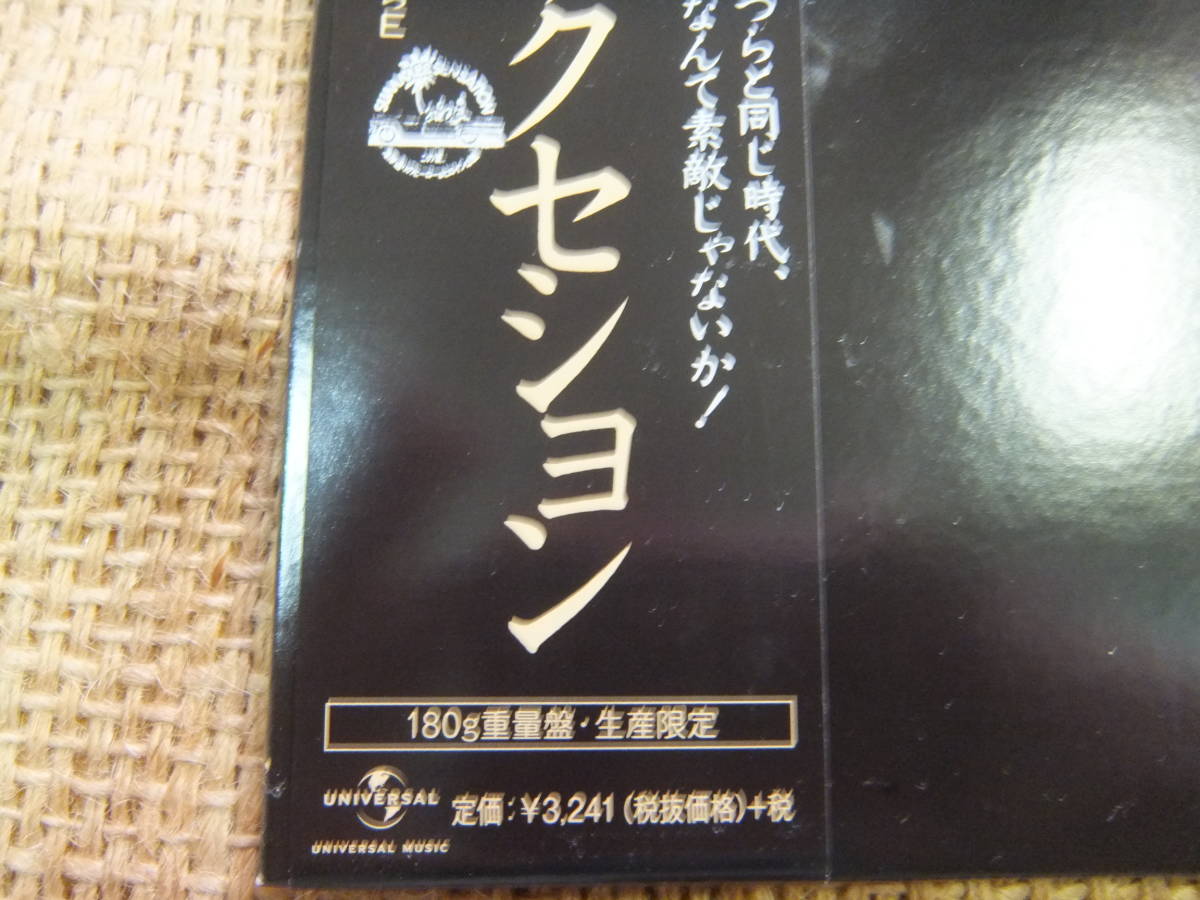 づらと同じ時代、
なんて素敵じゃないか!
クセション
180g重量盤・生産限定
UNIVERSAL
定価:¥3,241(税抜価格)+税
UNIVERSAL MUSIC